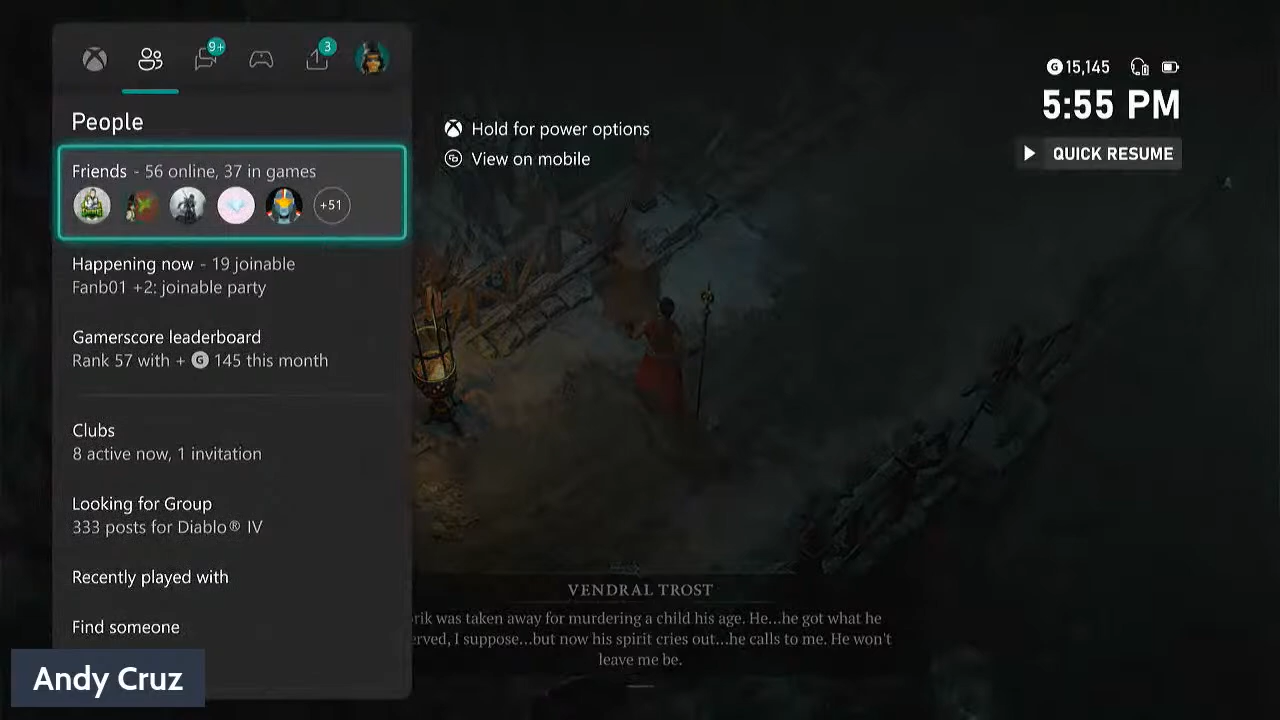 9+
3
People
Friends - 56 online, 37 in games
+51
Happening now - 19 joinable
Fanb01 +2: joinable party
Gamerscore leaderboard
Rank 57 with + G 145 this month
Clubs
8 active now, 1 invitation
Looking for Group
333 posts for Diablo® IV
Recently played with
Find someone
Andy Cruz
Hold for power options
View on mobile
G 15,145
5:55 PM
QUICK RESUME
VENDRAL TROST
was taken away for murdering a child his age. He...he got what he
I suppose...but now his spirit cries out...he calls to me. He won't
leave me be.